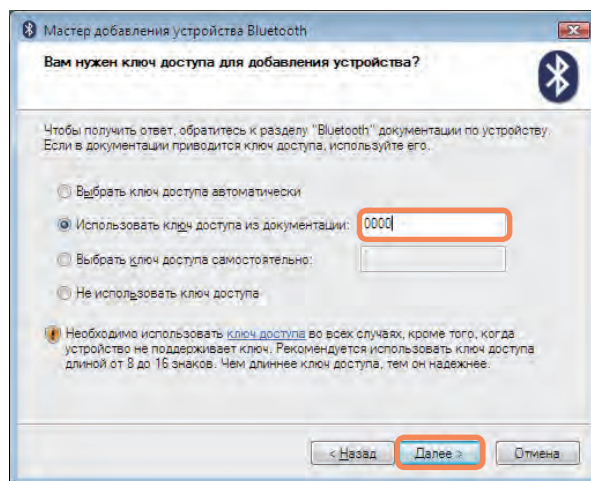 Мастер добавления устройства Bluetooth
Вам нужен ключ доступа для добавления устройства?
Чтобы получить ответ, обратитесь к разделу "Bluetooth" документации по устройству.
Если в документации приводится ключ доступа, используйте его.
Выбрать ключ доступа автоматически
Использовать ключ доступа из документации: 0000
Выбрать ключ доступа самостоятельно:
Не использовать ключ доступа
Необходимо использовать ключ доступа во всех случаях, кроме того, когда
устройство не поддерживает ключ. Рекомендуется использовать ключ доступа
длиной от 8 до 16 знаков. Чем длиннее ключ доступа, тем он надежнее.
< Назад Далее > Отмена